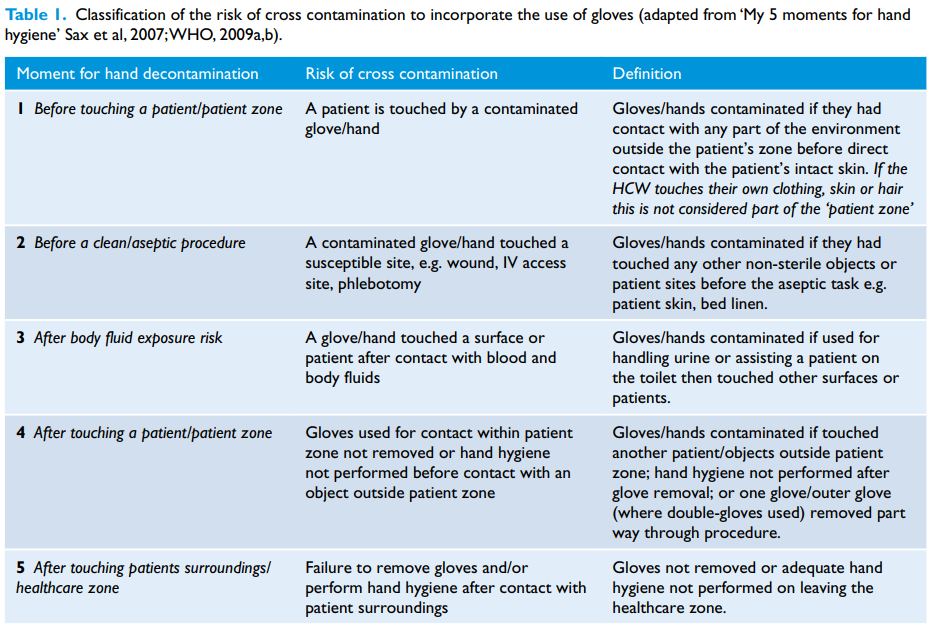 Table 1. Classification of the risk of cross contamination to incorporate the use of gloves (adapted from ‘My 5 moments for hand
hygiene’ Sax et al, 2007; WHO, 2009a,b).
Moment for hand decontamination
Risk of cross contamination
Definition
1 Before touching a patient/patient zone
A patient is touched by a contaminated
glove/hand
Gloves/hands contaminated if they had
contact with any part of the environment
outside the patient’s zone before direct
contact with the patient’s intact skin. If the
HCW touches their own clothing, skin or hair
this is not considered part of the ‘patient zone’
2 Before a clean/aseptic procedure
A contaminated glove/hand touched a
susceptible site, e.g. wound, IV access
site, phlebotomy
Gloves/hands contaminated if they had
touched any other non-sterile objects or
patient sites before the aseptic task e.g.
patient skin, bed linen.
3 After body fluid exposure risk
A glove/hand touched a surface or
patient after contact with blood and
body fluids
Gloves/hands contaminated if used for
handling urine or assisting a patient on
the toilet then touched other surfaces or
patients.
4 After touching a patient/patient zone
Gloves used for contact within patient
zone not removed or hand hygiene
not performed before contact with an
object outside patient zone
Gloves/hands contaminated if touched
another patient/objects outside patient
zone; hand hygiene not performed after
glove removal; or one glove/outer glove
(where double-gloves used) removed part
way through procedure.
5 After touching patients surroundings/
healthcare zone
Failure to remove gloves and/or
perform hand hygiene after contact with
patient surroundings
Gloves not removed or adequate hand
hygiene not performed on leaving the
healthcare zone.